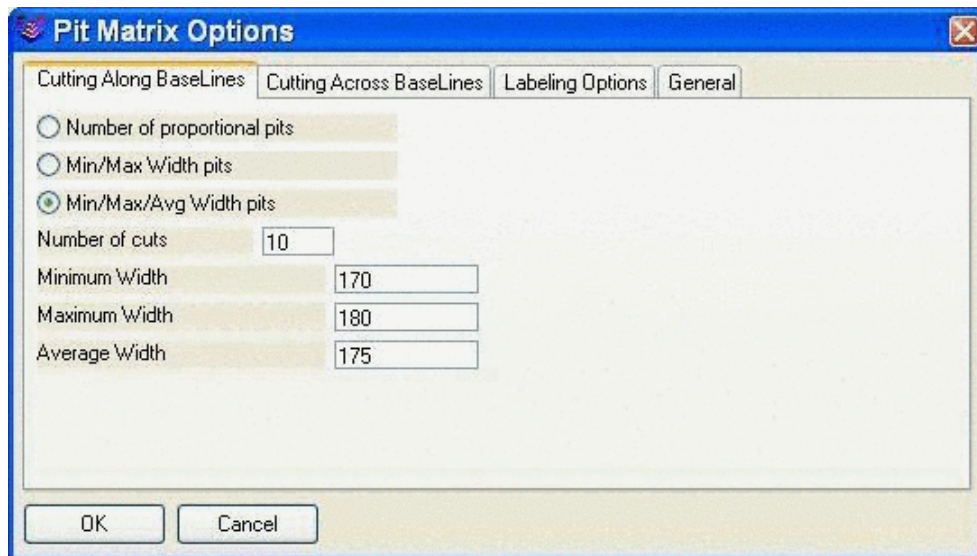 Pit Matrix Options
Cutting Along BaseLines Cutting Across BaseLines Labeling Options General
Number of proportional pits
Min/Max Width pits
Min/Max/Avg Width pits
Number of cuts 10
Minimum Width 170
Maximum Width 180
Average Width 175
OK Cancel